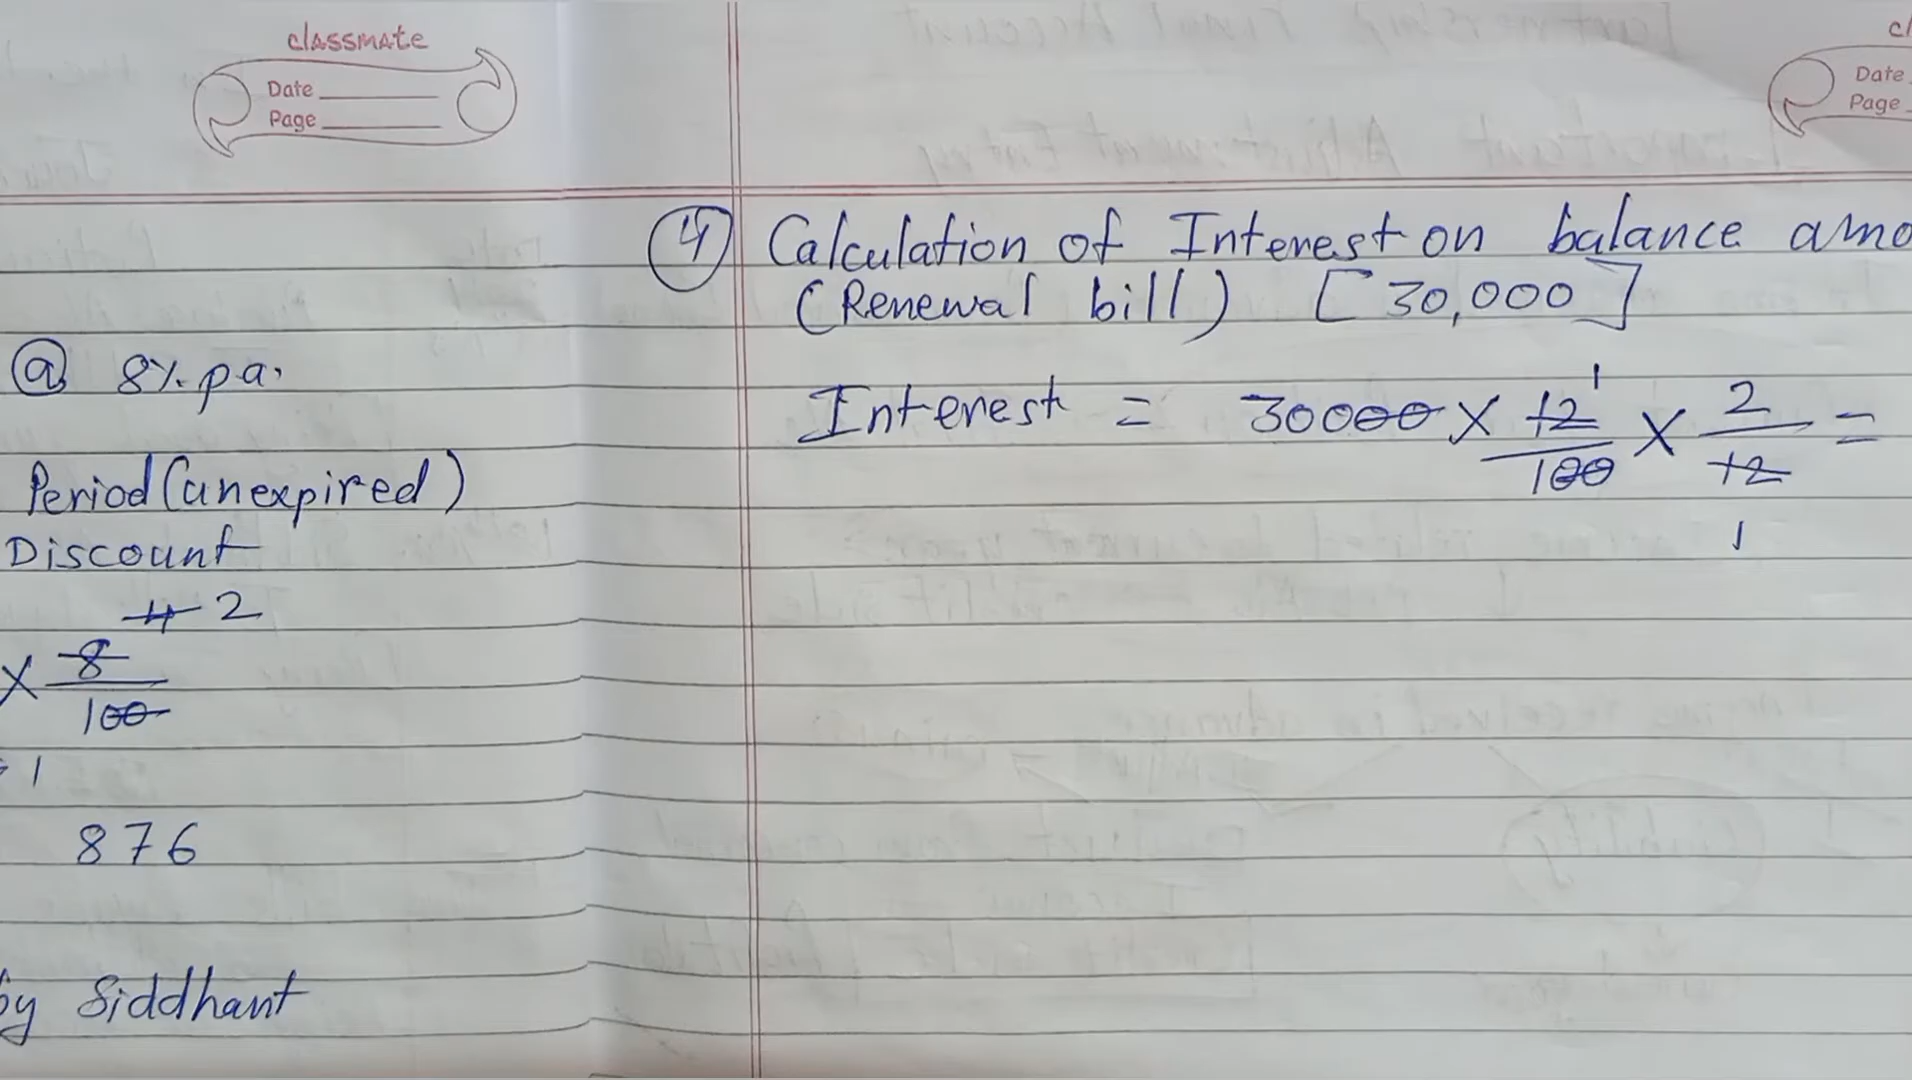 classmate
Date
Page
@ 8%. p.a.
Period (unexpired)
Discount
4 2
× 8/100
1
876
by Siddhant
Date
Page
4 Calculation of Interest on balance amo
(Renewal bill) [30,000]
Interest = 30000 × 12/100 × 2/12 =
1
1